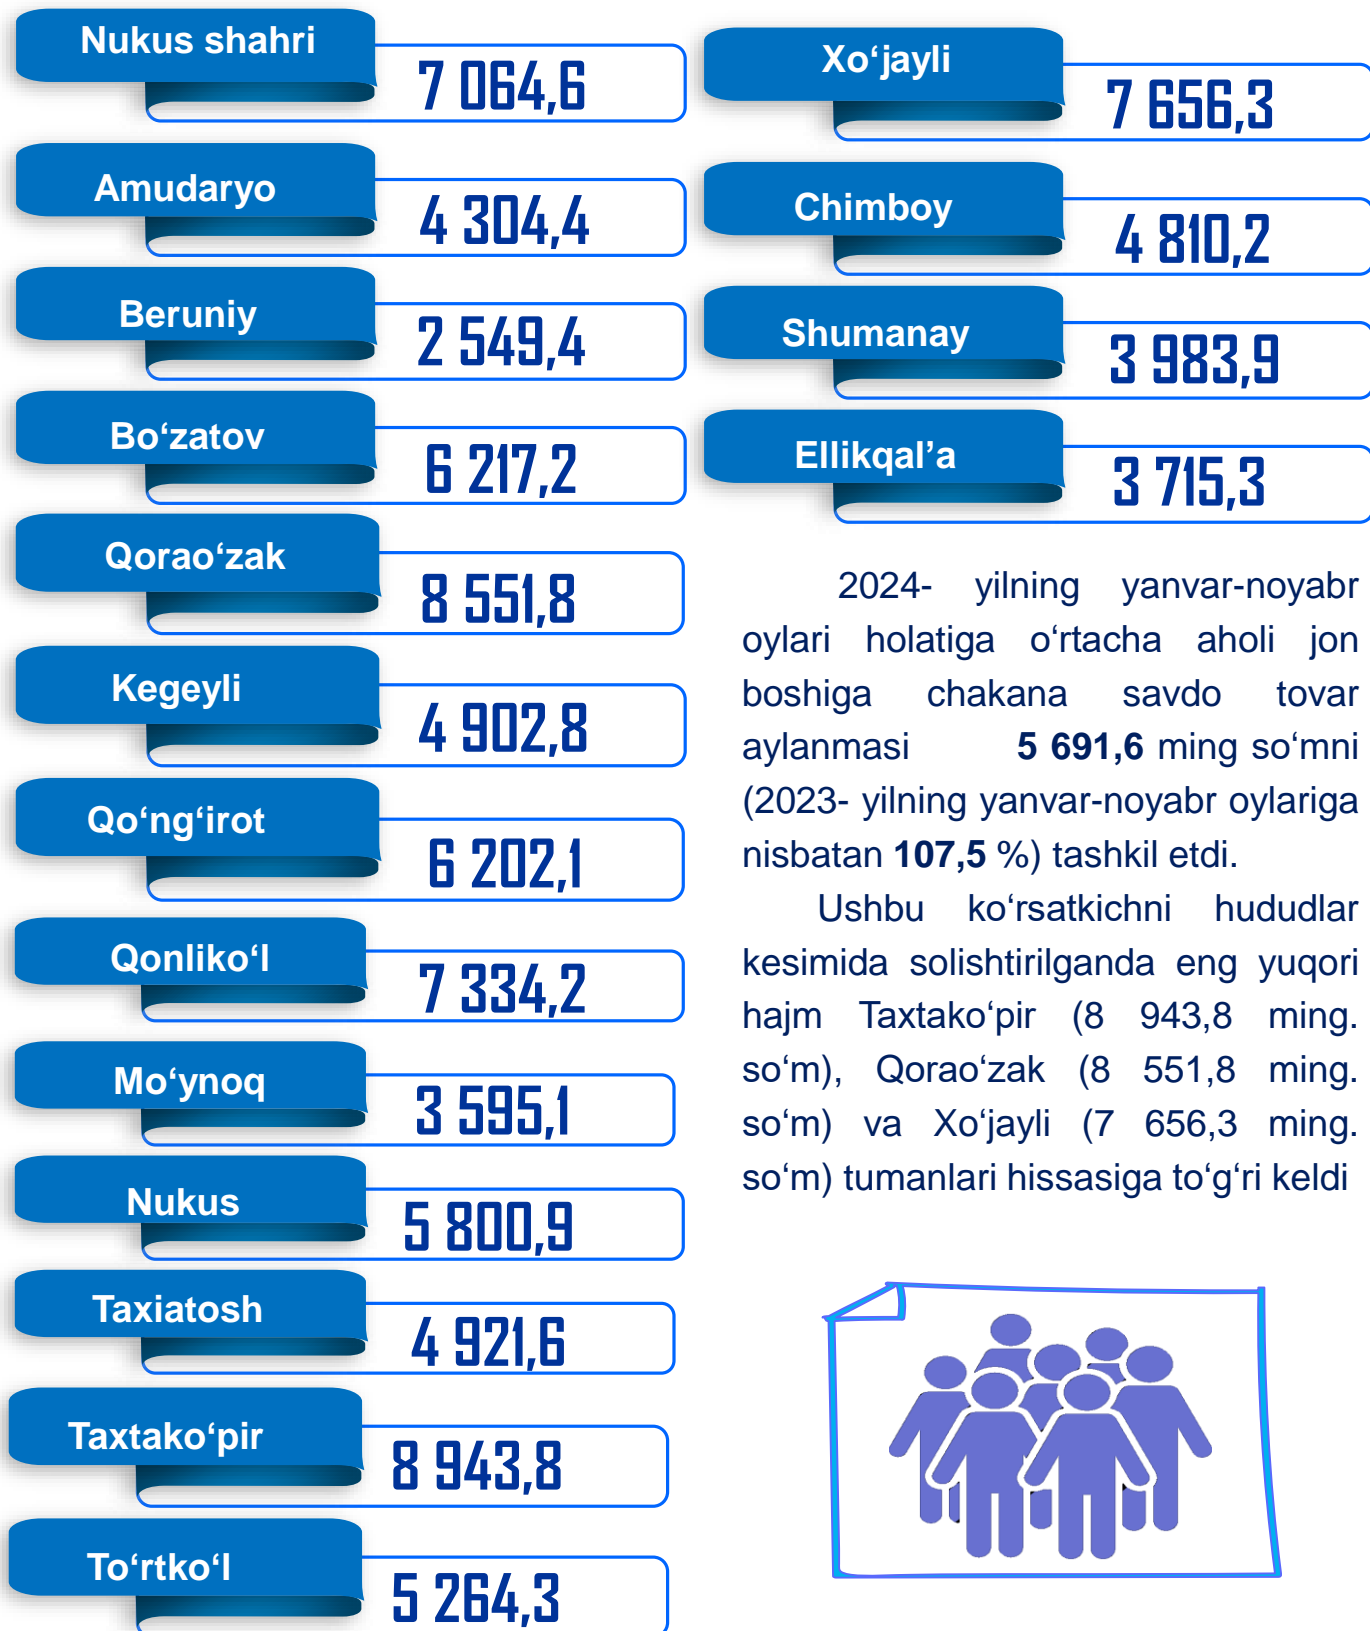 Nukus shahri
7 064,6
Amudaryo
4 304,4
Beruniy
2 549,4
Bo‘zatov
6 217,2
Qorao‘zak
8 551,8
Kegeyli
4 902,8
Qo‘ng‘irot
6 202,1
Qonliko‘l
7 334,2
Mo‘ynoq
3 595,1
Nukus
5 800,9
Taxiatosh
4 921,6
Taxtako‘pir
8 943,8
To‘rtko‘l
5 264,3
Xo‘jayli
7 656,3
Chimboy
4 810,2
Shumanay
3 983,9
Ellikqal’a
3 715,3
2024- yilning yanvar-noyabr
oylari holatiga o‘rtacha aholi jon
boshiga chakana savdo tovar
aylanmasi 5 691,6 ming so‘mni
(2023- yilning yanvar-noyabr oylariga
nisbatan 107,5 %) tashkil etdi.
Ushbu ko‘rsatkichni hududlar
kesimida solishtirilganda eng yuqori
hajm Taxtako‘pir (8 943,8 ming.
so‘m), Qorao‘zak (8 551,8 ming.
so‘m) va Xo‘jayli (7 656,3 ming.
so‘m) tumanlari hissasiga to‘g‘ri keldi